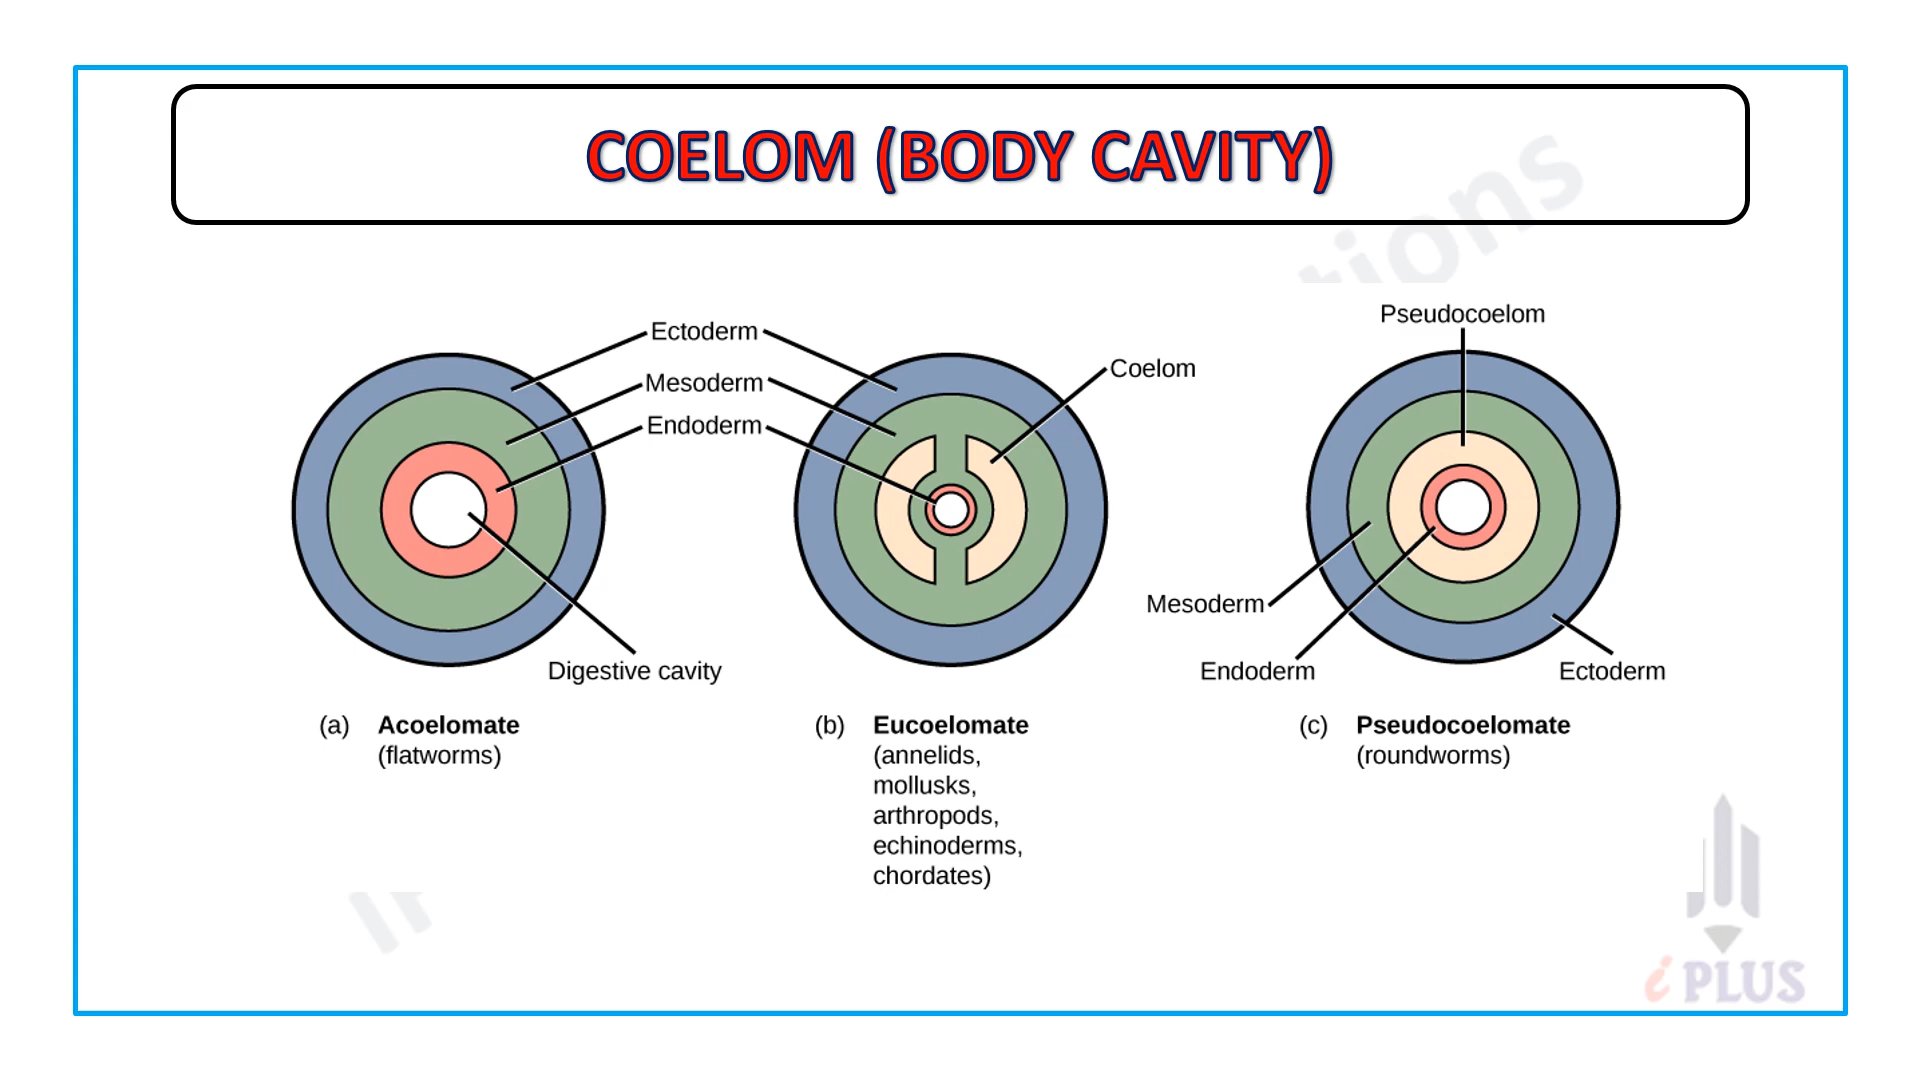 COELOM (BODY CAVITY)
Ectoderm
Mesoderm
Endoderm
Coelom
Pseudocoelom
Digestive cavity
Mesoderm
Endoderm
Ectoderm
(a) Acoelomate
(flatworms)
(b) Eucoelomate
(annelids,
mollusks,
arthropods,
echinoderms,
chordates)
(c) Pseudocoelomate
(roundworms)
tions
i PLUS